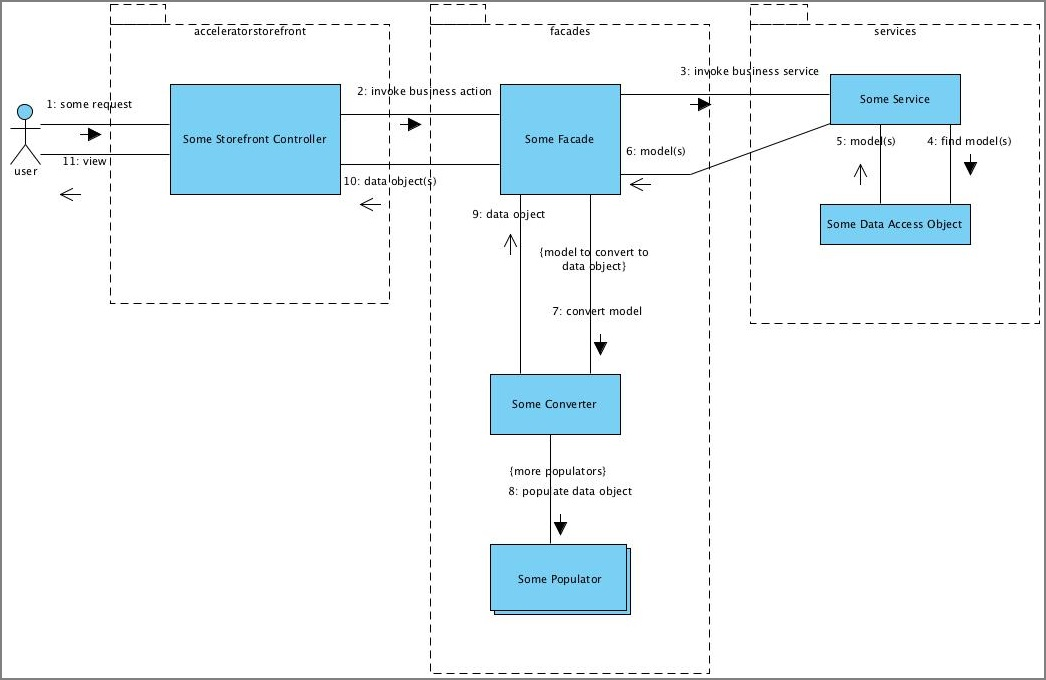 acceleratorstorefront
facades
services
1: some request
2: invoke business action
3: invoke business service
Some Storefront Controller
Some Facade
Some Service
user
11: view
10: data object(s)
6: model(s)
5: model(s)
4: find model(s)
9: data object
Some Data Access Object
{model to convert to
data object}
7: convert model
Some Converter
{more populators}
8: populate data object
Some Populator